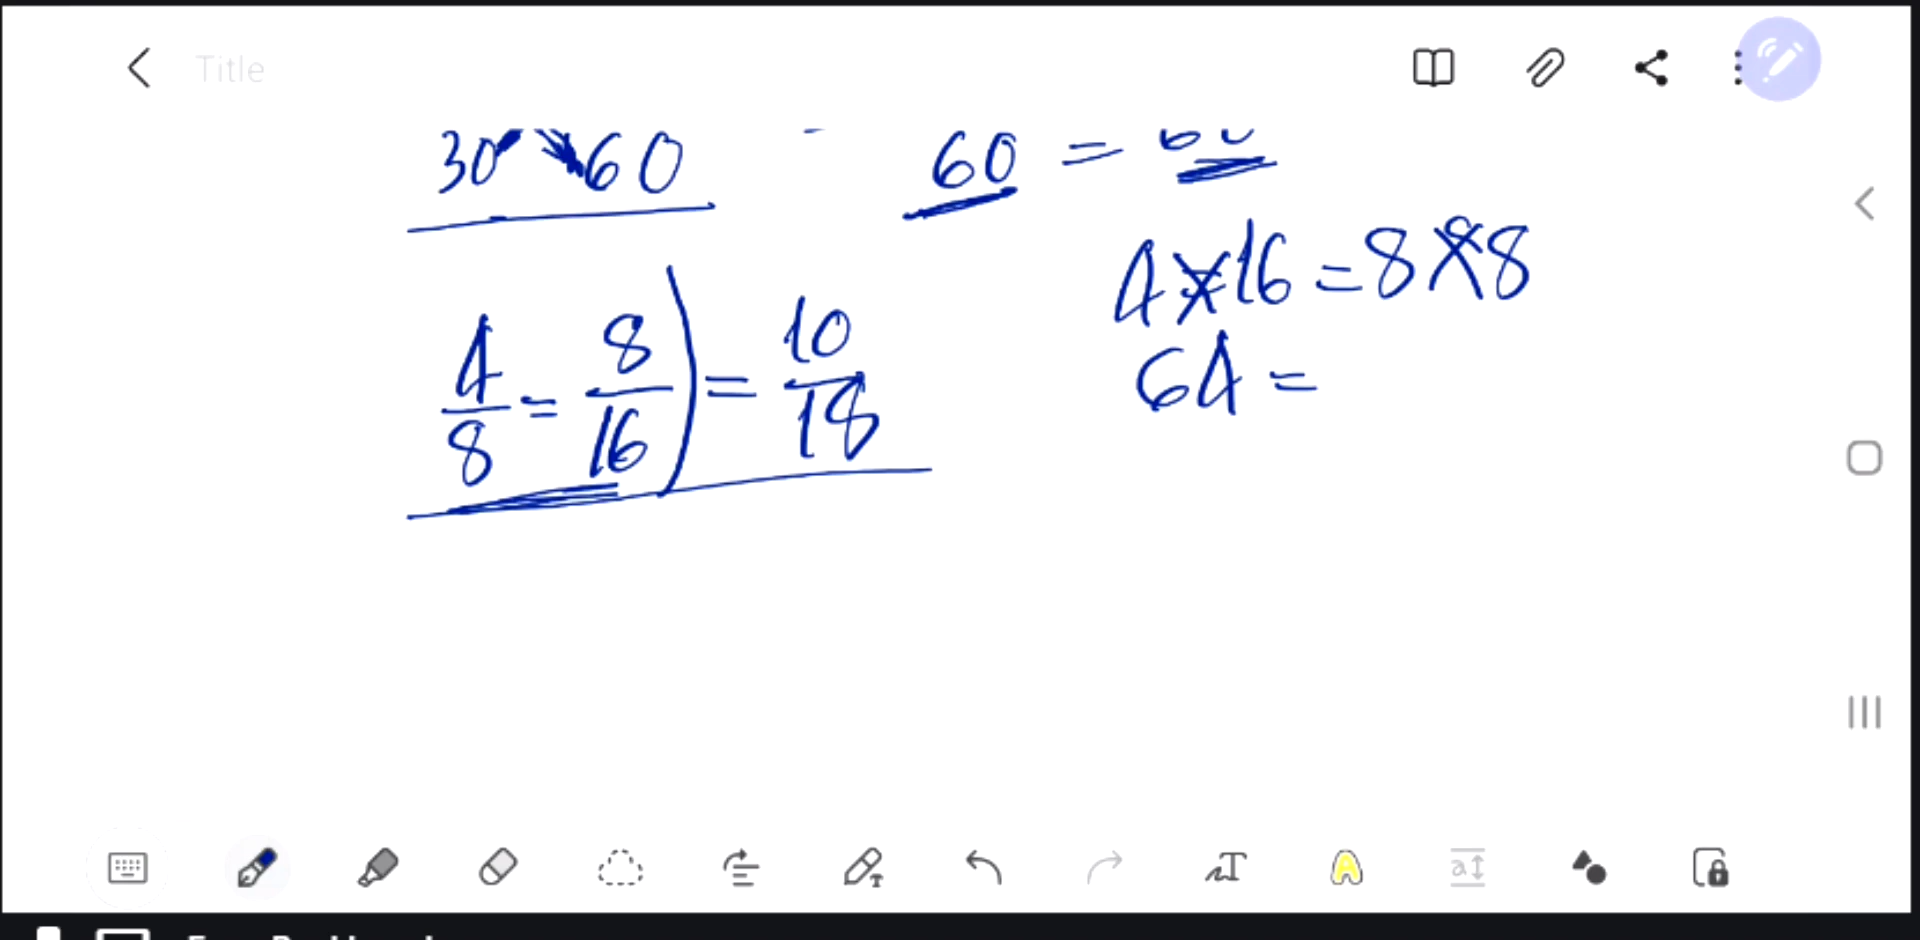 Title
30 60 60 =
4 × 16 = 8 × 8
4/8 = 8/16 ) = 10/18
64 =